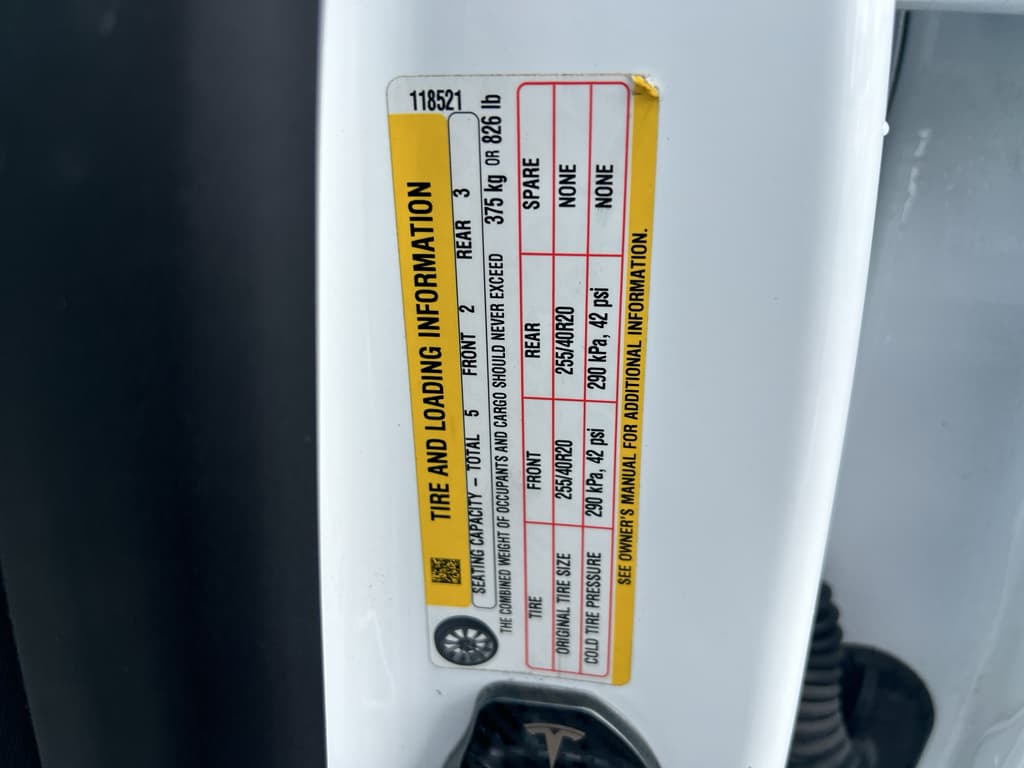 118521
TIRE AND LOADING INFORMATION
SEATING CAPACITY – TOTAL 5 FRONT 2 REAR 3
THE COMBINED WEIGHT OF OCCUPANTS AND CARGO SHOULD NEVER EXCEED 375 kg OR 826 lb
TIRE FRONT REAR SPARE
ORIGINAL TIRE SIZE 255/40R20 255/40R20 NONE
COLD TIRE PRESSURE 290 kPa, 42 psi 290 kPa, 42 psi NONE
SEE OWNER'S MANUAL FOR ADDITIONAL INFORMATION.